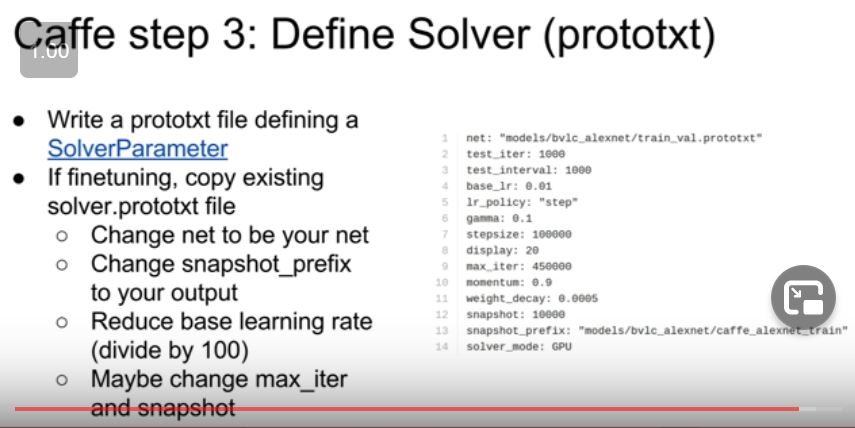 Caffe step 3: Define Solver (prototxt)
1.00
● Write a prototxt file defining a
SolverParameter
● If finetuning, copy existing
solver.prototxt file
○ Change net to be your net
○ Change snapshot_prefix
to your output
○ Reduce base learning rate
(divide by 100)
○ Maybe change max_iter
and snapshot
1 net: "models/bvlc_alexnet/train_val.prototxt"
2 test_iter: 1000
3 test_interval: 1000
4 base_lr: 0.01
5 lr_policy: "step"
6 gamma: 0.1
7 stepsize: 100000
8 display: 20
9 max_iter: 450000
10 momentum: 0.9
11 weight_decay: 0.0005
12 snapshot: 10000
13 snapshot_prefix: "models/bvlc_alexnet/caffe_alexnet_train"
14 solver_mode: GPU